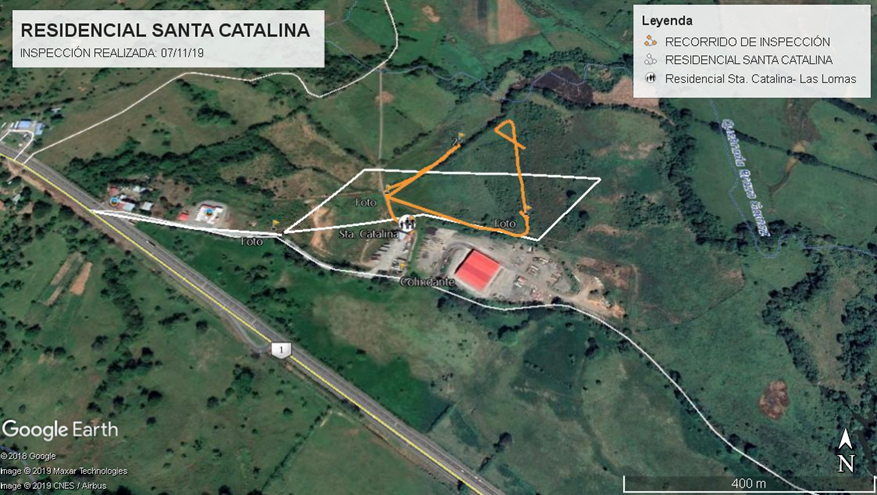 RESIDENCIAL SANTA CATALINA
INSPECCIÓN REALIZADA: 07/11/19
Leyenda
RECORRIDO DE INSPECCIÓN
RESIDENCIAL SANTA CATALINA
Residencial Sta. Catalina- Las Lomas
Foto
Foto
Sta. Catalina
Foto
Colindante
1
Google Earth
© 2018 Google
Image © 2019 Maxar Technologies
Image © 2019 CNES / Airbus
N
400 m